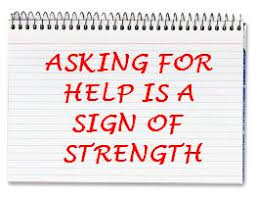 ASKING FOR
HELP IS A
SIGN OF
STRENGTH